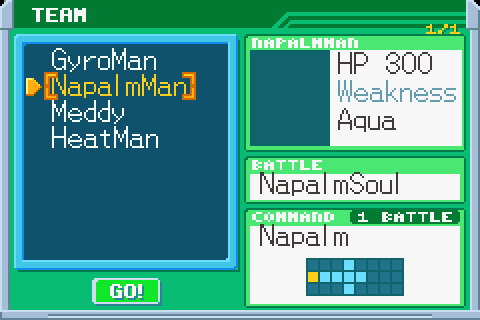 TEAM
1/1
GyroMan
NapalmMan
Meddy
HeatMan
GO!
NAPALMMAN
HP 300
Weakness
Aqua
BATTLE
NapalmSoul
COMMAND 1 BATTLE
Napalm